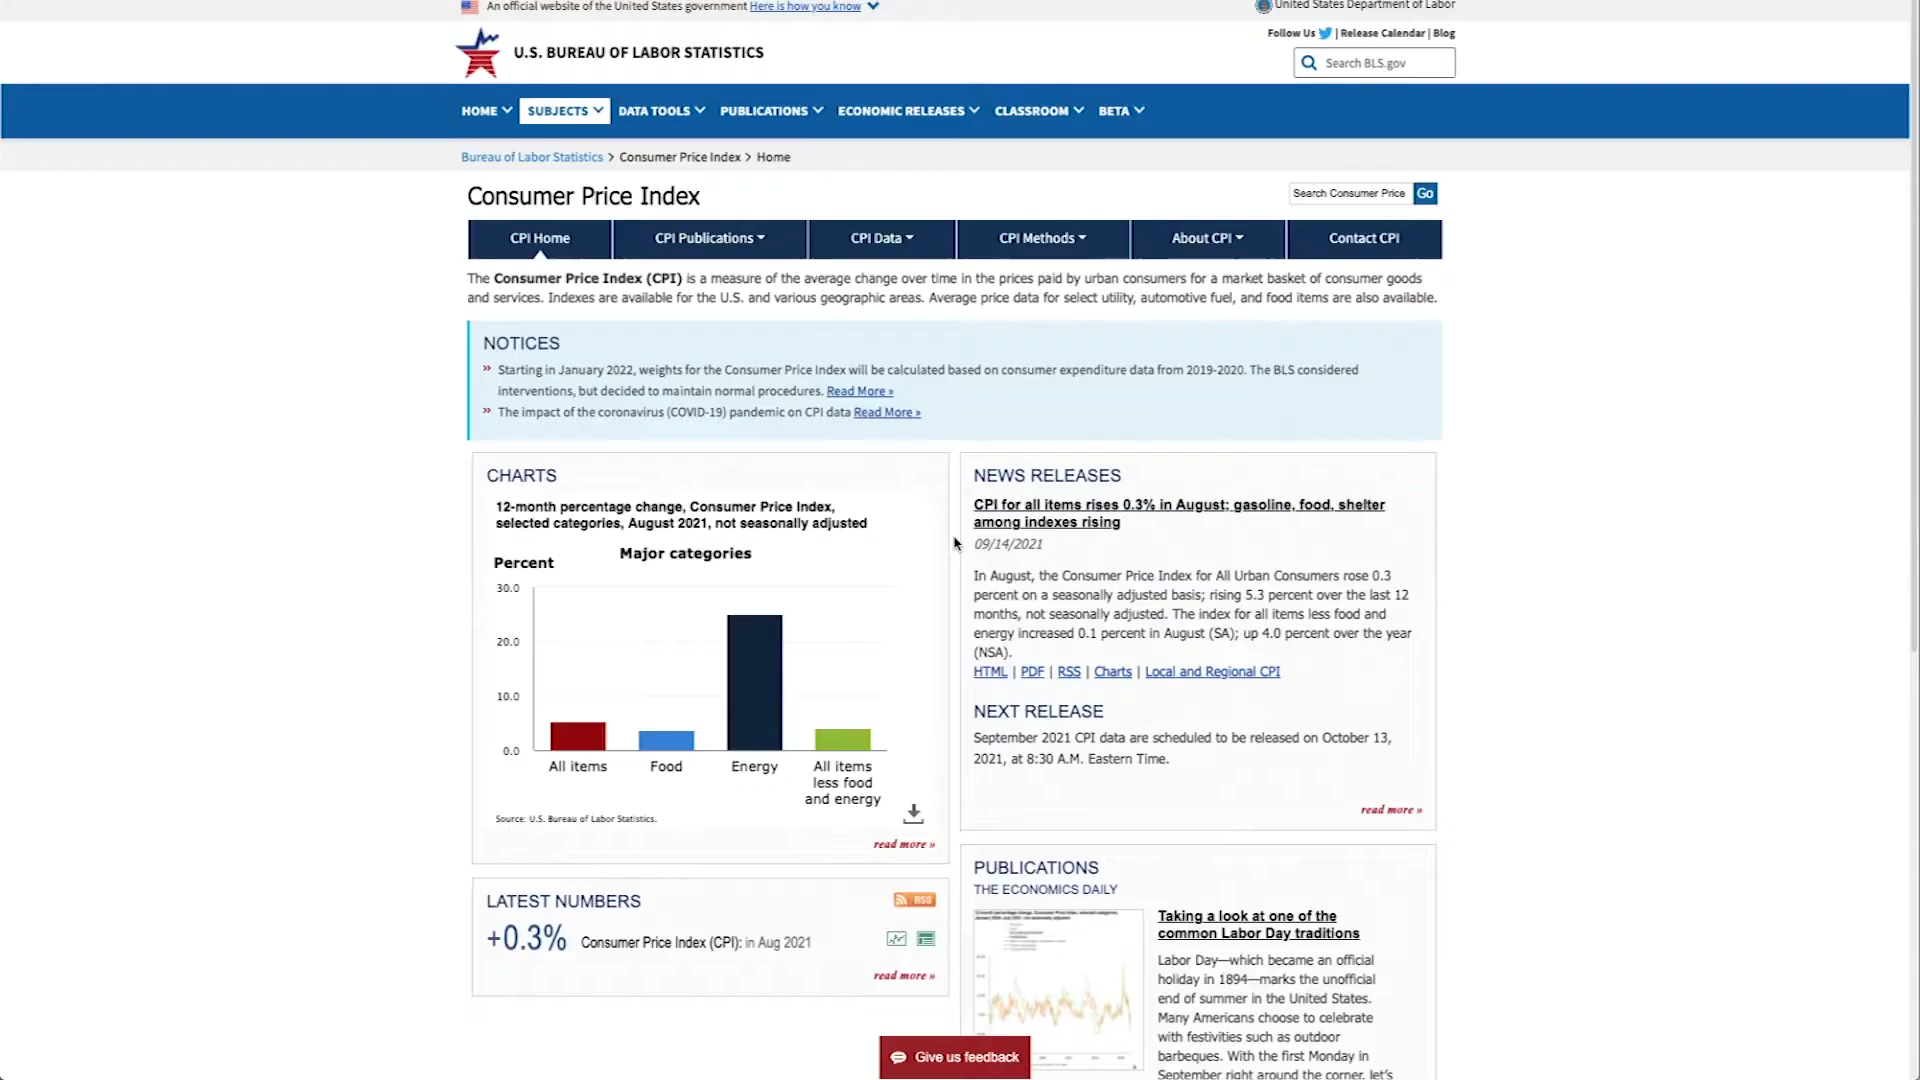 An official website of the United States government Here is how you know
United States Department of Labor
Follow Us | Release Calendar | Blog
U.S. BUREAU OF LABOR STATISTICS
Search BLS.gov
HOME SUBJECTS DATA TOOLS PUBLICATIONS ECONOMIC RELEASES CLASSROOM BETA
Bureau of Labor Statistics > Consumer Price Index > Home
Consumer Price Index
Search Consumer Price Go
CPI Home CPI Publications CPI Data CPI Methods About CPI Contact CPI
The Consumer Price Index (CPI) is a measure of the average change over time in the prices paid by urban consumers for a market basket of consumer goods
and services. Indexes are available for the U.S. and various geographic areas. Average price data for select utility, automotive fuel, and food items are also available.
NOTICES
» Starting in January 2022, weights for the Consumer Price Index will be calculated based on consumer expenditure data from 2019-2020. The BLS considered
interventions, but decided to maintain normal procedures. Read More »
» The impact of the coronavirus (COVID-19) pandemic on CPI data Read More »
CHARTS
12-month percentage change, Consumer Price Index,
selected categories, August 2021, not seasonally adjusted
Major categories
Percent
30.0
20.0
10.0
0.0
All items Food Energy All items
less food
and energy
Source: U.S. Bureau of Labor Statistics.
read more »
LATEST NUMBERS
RSS
+0.3% Consumer Price Index (CPI): in Aug 2021
read more »
NEWS RELEASES
CPI for all items rises 0.3% in August; gasoline, food, shelter
among indexes rising
09/14/2021
In August, the Consumer Price Index for All Urban Consumers rose 0.3
percent on a seasonally adjusted basis; rising 5.3 percent over the last 12
months, not seasonally adjusted. The index for all items less food and
energy increased 0.1 percent in August (SA); up 4.0 percent over the year
(NSA).
HTML | PDF | RSS | Charts | Local and Regional CPI
NEXT RELEASE
September 2021 CPI data are scheduled to be released on October 13,
2021, at 8:30 A.M. Eastern Time.
read more »
PUBLICATIONS
THE ECONOMICS DAILY
Taking a look at one of the
common Labor Day traditions
Labor Day—which became an official
holiday in 1894—marks the unofficial
end of summer in the United States.
Many Americans choose to celebrate
with festivities such as outdoor
barbeques. With the first Monday in
September right around the corner, let's
Give us feedback